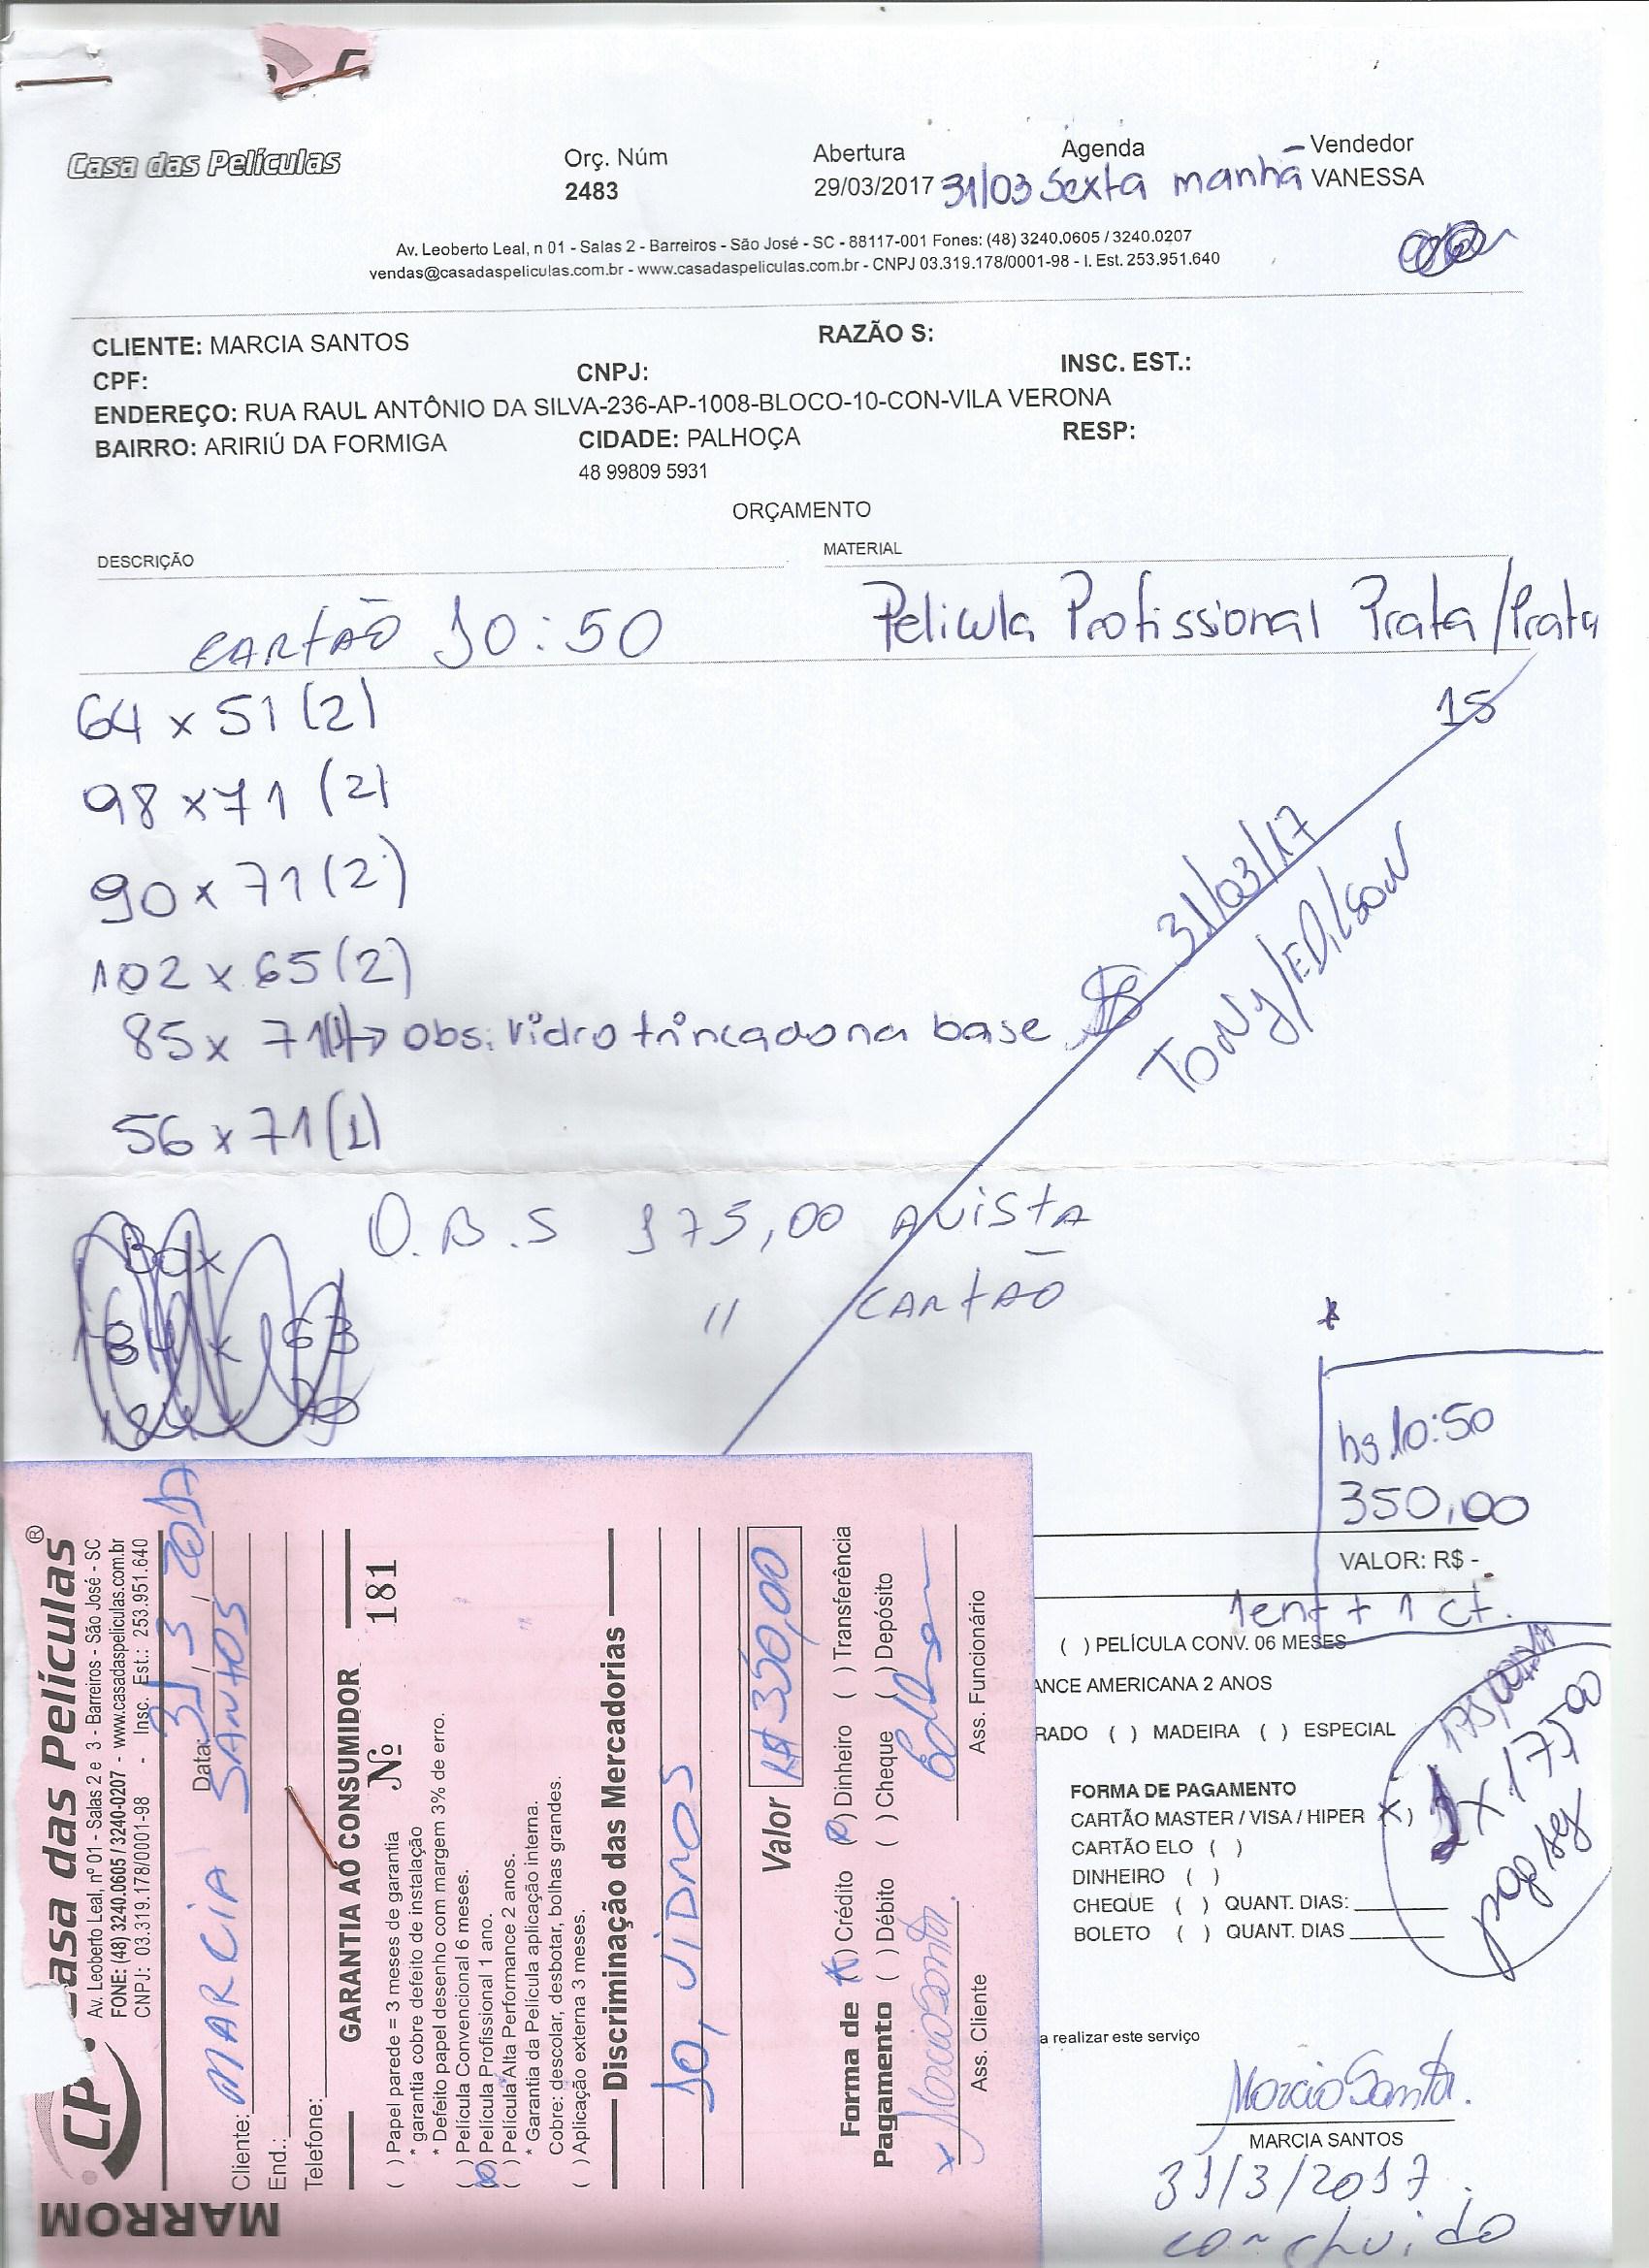 Casa das Películas
Orç. Núm
2483
Abertura
29/03/2017
Agenda
31/03 Sexta manhã
Vendedor
VANESSA
Av. Leoberto Leal, n 01 - Salas 2 - Barreiros - São José - SC - 88117-001 Fones: (48) 3240.0605 / 3240.0207
vendas@casadaspeliculas.com.br - www.casadaspeliculas.com.br - CNPJ 03.319.178/0001-98 - I. Est. 253.951.640
CLIENTE: MARCIA SANTOS RAZÃO S:
CPF: CNPJ: INSC. EST.:
ENDEREÇO: RUA RAUL ANTÔNIO DA SILVA-236-AP-1008-BLOCO-10-CON-VILA VERONA
BAIRRO: ARIRIÚ DA FORMIGA CIDADE: PALHOÇA RESP:
48 99809 5931
ORÇAMENTO
DESCRIÇÃO MATERIAL
CARTÃO 10:50 Pelicula Profissional Prata/Prata
15
64 x 51 (2)
98 x 71 (2)
90 x 71 (2)
102 x 65 (2)
85 x 71 → obs: vidro trincado na base
56 x 71 (1)
31/03/17
TONY/EDILSON
O.B.S 175,00 AVISTA
" CARTÃO
Box
hs 10:50
350,00
VALOR: R$ -
1 ent + 1 ct.
( ) PELÍCULA CONV. 06 MESES
ANCE AMERICANA 2 ANOS
RADO ( ) MADEIRA ( ) ESPECIAL
FORMA DE PAGAMENTO
CARTÃO MASTER / VISA / HIPER X )
CARTÃO ELO ( )
DINHEIRO ( )
CHEQUE ( ) QUANT. DIAS:
BOLETO ( ) QUANT. DIAS
x 17,500
pag seg
a realizar este serviço
Marcia Santos.
MARCIA SANTOS
31/3/2017
concluido
CP. asa das Películas®
Av. Leoberto Leal, nº 01 - Salas 2 e 3 - Barreiros - São José - SC
FONE: (48) 3240.0605 / 3240-0207 - www.casadaspeliculas.com.br
CNPJ: 03.319.178/0001-98 - Insc. Est.: 253.951.640
Data: 31/3/2017
Cliente: MARCIA SANTOS
End.:
Telefone:
GARANTIA AO CONSUMIDOR Nº 181
( ) Papel parede = 3 meses de garantia
* garantia cobre defeito de instalação
* Defeito papel desenho com margem 3% de erro.
( ) Película Convencional 6 meses.
Película Profissional 1 ano.
( ) Película Alta Performance 2 anos.
* Garantia da Película aplicação interna.
Cobre: descolar, desbotar, bolhas grandes.
( ) Aplicação externa 3 meses.
Discriminação das Mercadorias
10, VIDROS
Valor R$ 350,00
Forma de Pagamento
(X) Crédito ) Dinheiro ( ) Transferência
( ) Débito ( ) Cheque ( ) Depósito
x Marcia Santos
Ass. Cliente Ass. Funcionário
MARROM